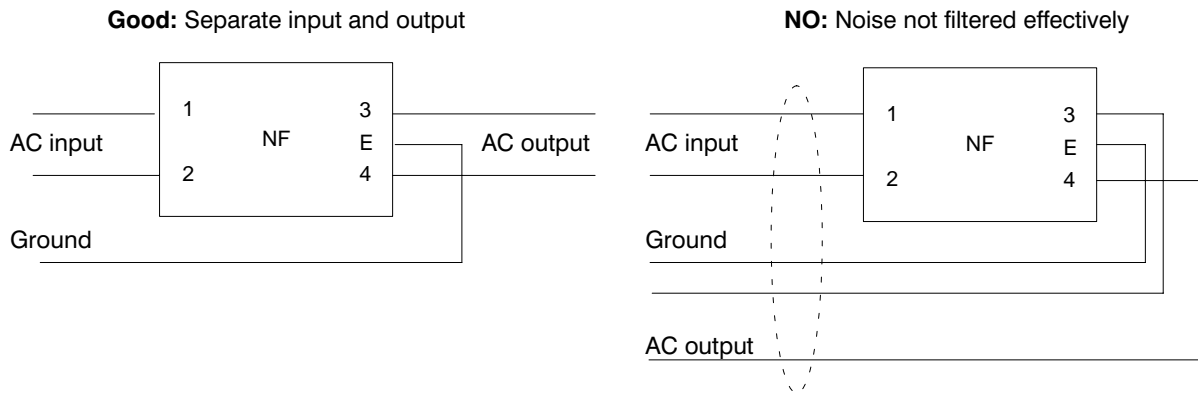 Good: Separate input and output
1
3
AC input
NF
E
AC output
2
4
Ground
NO: Noise not filtered effectively
1
3
AC input
NF
E
2
4
Ground
AC output